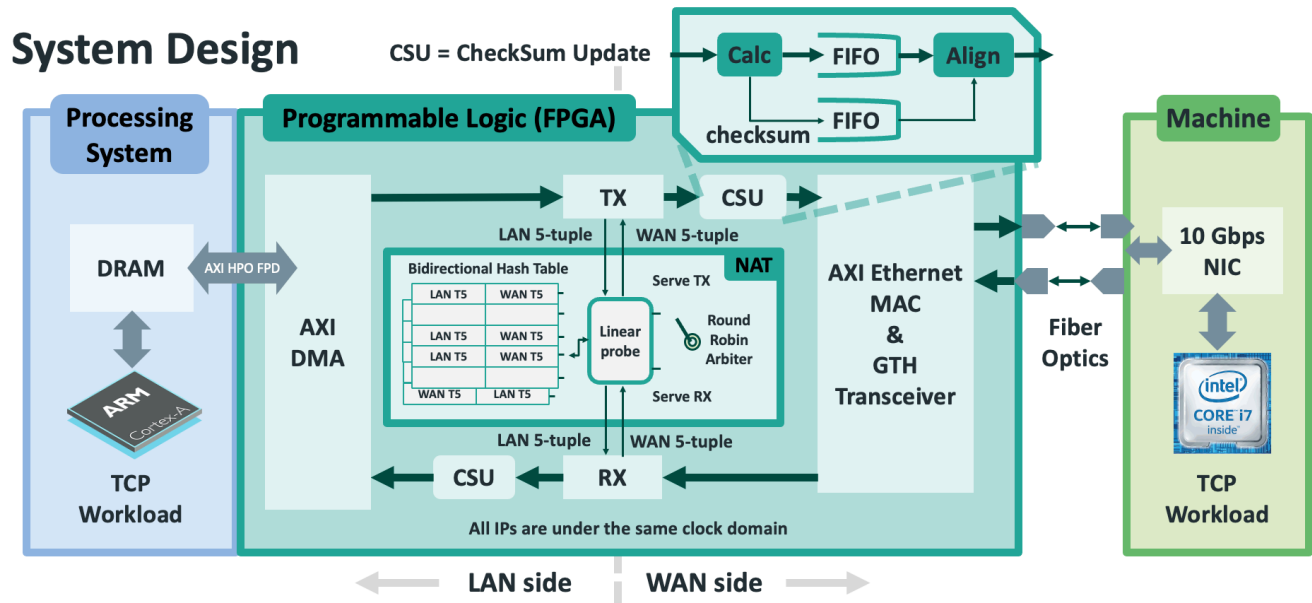 System Design
CSU = CheckSum Update
Calc
FIFO
Align
checksum
FIFO
Processing
System
Programmable Logic (FPGA)
Machine
DRAM
AXI HPO FPD
ARM
Cortex-A
TCP
Workload
AXI
DMA
TX
CSU
LAN 5-tuple
WAN 5-tuple
NAT
Bidirectional Hash Table
LAN T5
WAN T5
LAN T5
WAN T5
LAN T5
WAN T5
WAN T5
LAN T5
Linear
probe
Serve TX
Round
Robin
Arbiter
Serve RX
LAN 5-tuple
WAN 5-tuple
CSU
RX
AXI Ethernet
MAC
&
GTH
Transceiver
Fiber
Optics
10 Gbps
NIC
intel
CORE i7
inside™
TCP
Workload
All IPs are under the same clock domain
LAN side
WAN side